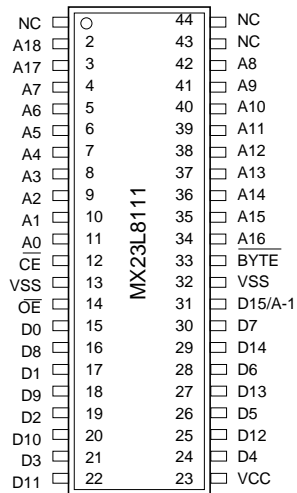 NC 44 NC
A18 2 43 NC
A17 3 42 A8
A7 4 41 A9
A6 5 40 A10
A5 6 39 A11
A4 7 38 A12
A3 8 37 A13
A2 9 36 A14
A1 10 35 A15
A0 11 34 A16
CE 12 33 BYTE
VSS 13 32 VSS
OE 14 31 D15/A-1
D0 15 30 D7
D8 16 29 D14
D1 17 28 D6
D9 18 27 D13
D2 19 26 D5
D10 20 25 D12
D3 21 24 D4
D11 22 23 VCC
MX23L8111